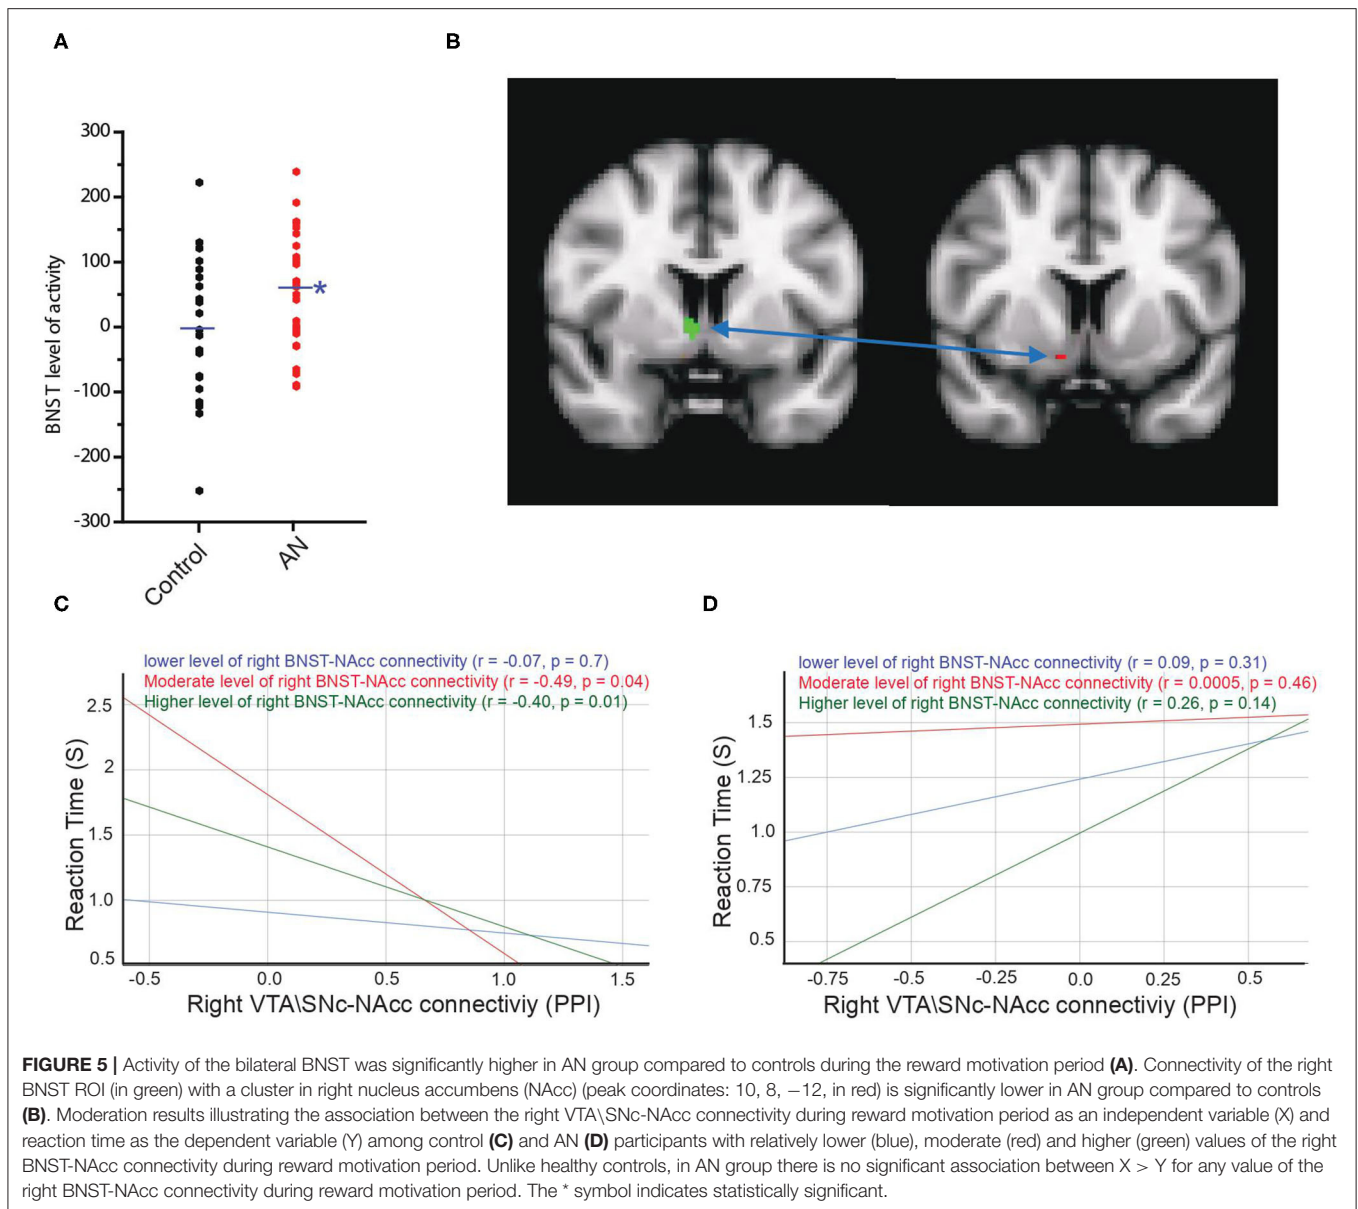 A
B
300
200
100
0
-100
-200
-300
BNST level of activity
*
Control
AN
C
D
lower level of right BNST-NAcc connectivity (r = -0.07, p = 0.7)
Moderate level of right BNST-NAcc connectivity (r = -0.49, p = 0.04)
Higher level of right BNST-NAcc connectivity (r = -0.40, p = 0.01)
2.5
2
1.5
1.0
0.5
Reaction Time (S)
-0.5 0.0 0.5 1.0 1.5
Right VTA\SNc-NAcc connectiviy (PPI)
lower level of right BNST-NAcc connectivity (r = 0.09, p = 0.31)
Moderate level of right BNST-NAcc connectivity (r = 0.0005, p = 0.46)
Higher level of right BNST-NAcc connectivity (r = 0.26, p = 0.14)
1.5
1.25
1.0
0.75
0.5
Reaction Time (S)
-0.75 -0.5 -0.25 0.0 0.25 0.5
Right VTA\SNc-NAcc connectiviy (PPI)
FIGURE 5 | Activity of the bilateral BNST was significantly higher in AN group compared to controls during the reward motivation period (A). Connectivity of the right
BNST ROI (in green) with a cluster in right nucleus accumbens (NAcc) (peak coordinates: 10, 8, −12, in red) is significantly lower in AN group compared to controls
(B). Moderation results illustrating the association between the right VTA\SNc-NAcc connectivity during reward motivation period as an independent variable (X) and
reaction time as the dependent variable (Y) among control (C) and AN (D) participants with relatively lower (blue), moderate (red) and higher (green) values of the right
BNST-NAcc connectivity during reward motivation period. Unlike healthy controls, in AN group there is no significant association between X > Y for any value of the
right BNST-NAcc connectivity during reward motivation period. The * symbol indicates statistically significant.